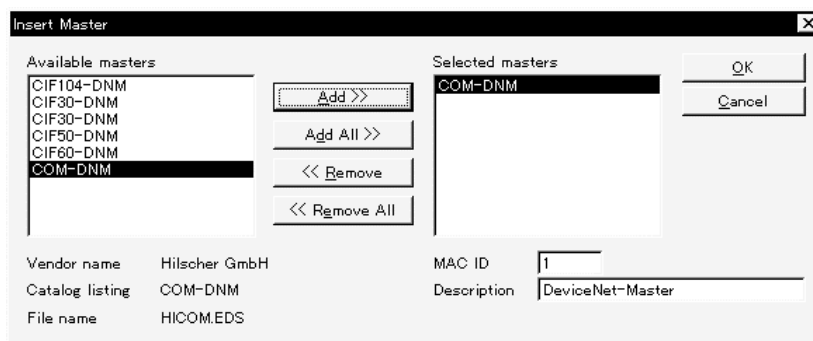 Insert Master
Available masters
CIF104-DNM
CIF30-DNM
CIF30-DNM
CIF50-DNM
CIF60-DNM
COM-DNM
Add >>
Add All >>
<< Remove
<< Remove All
Selected masters
COM-DNM
OK
Cancel
Vendor name Hilscher GmbH
Catalog listing COM-DNM
File name HICOM.EDS
MAC ID 1
Description DeviceNet-Master